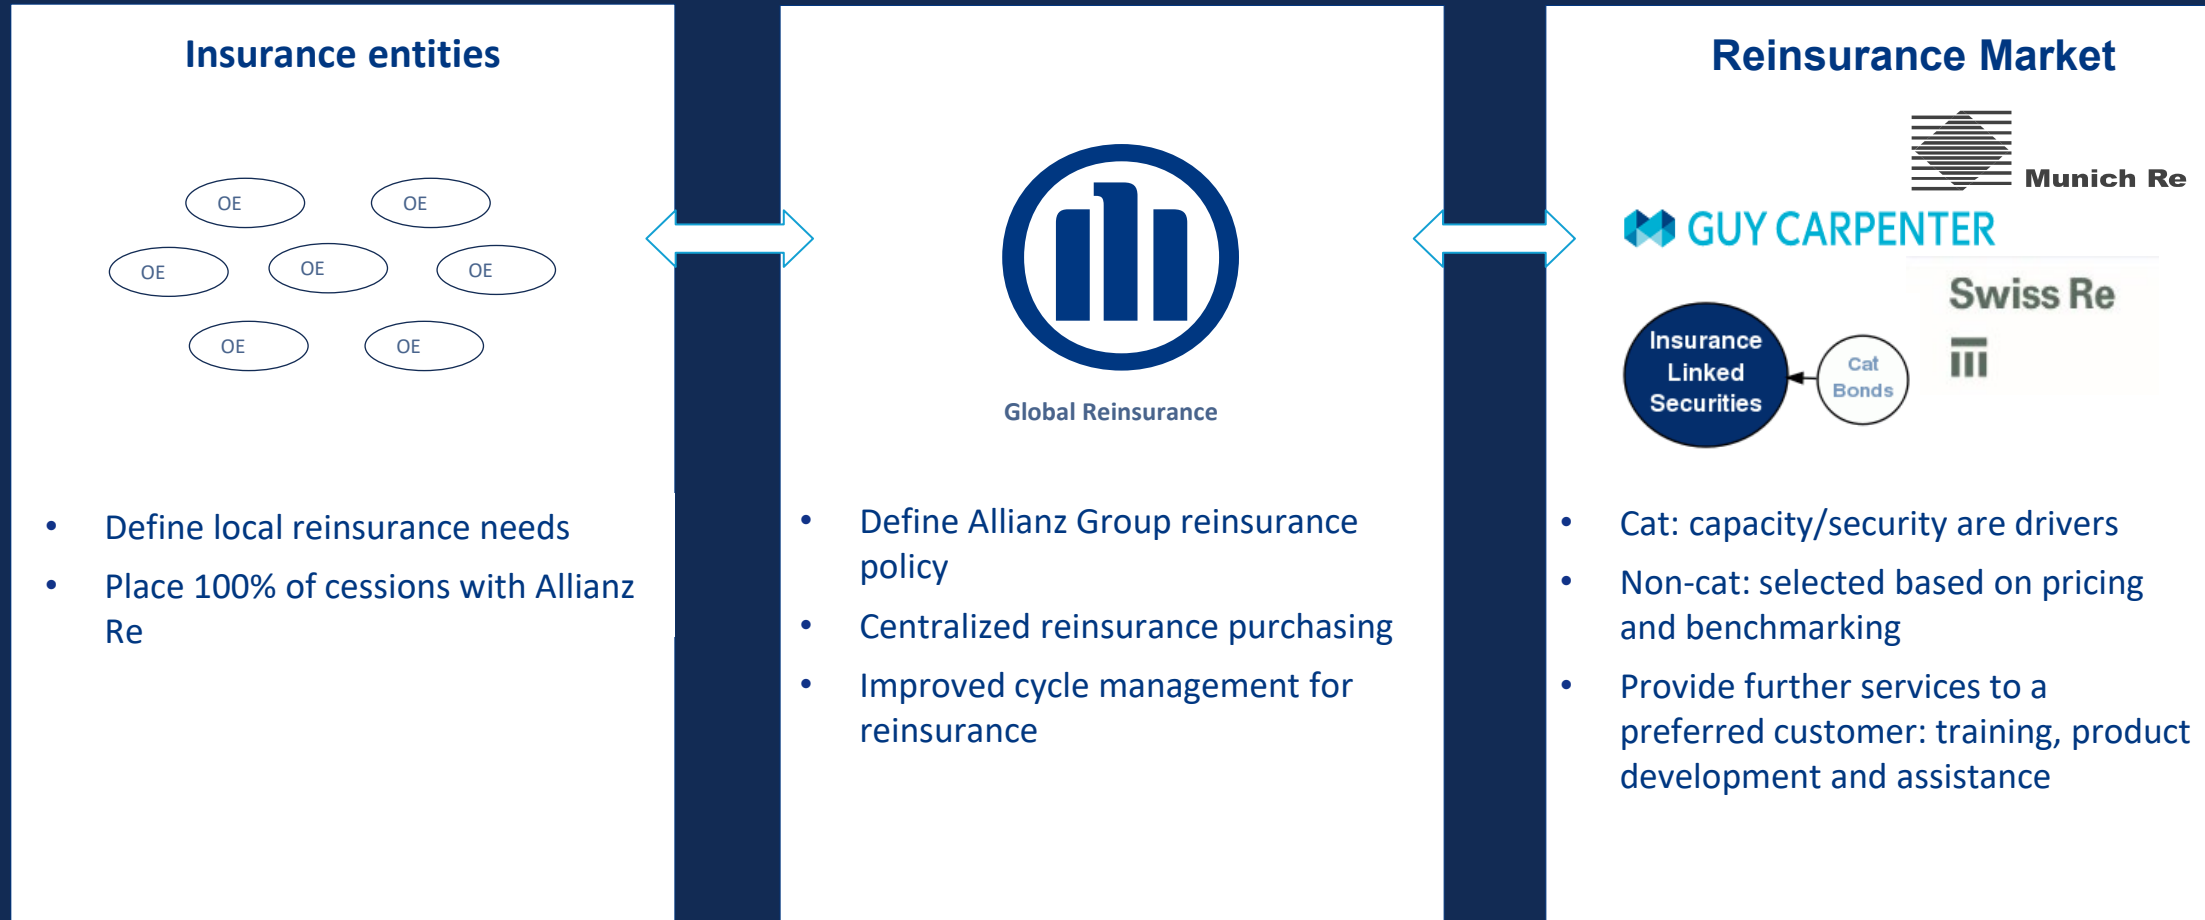 Insurance entities
OE
OE
OE
OE
OE
OE
OE
• Define local reinsurance needs
• Place 100% of cessions with Allianz
Re
Global Reinsurance
• Define Allianz Group reinsurance
policy
• Centralized reinsurance purchasing
• Improved cycle management for
reinsurance
Reinsurance Market
Munich Re
GUY CARPENTER
Swiss Re
Insurance
Linked
Securities
Cat
Bonds
• Cat: capacity/security are drivers
• Non-cat: selected based on pricing
and benchmarking
• Provide further services to a
preferred customer: training, product
development and assistance